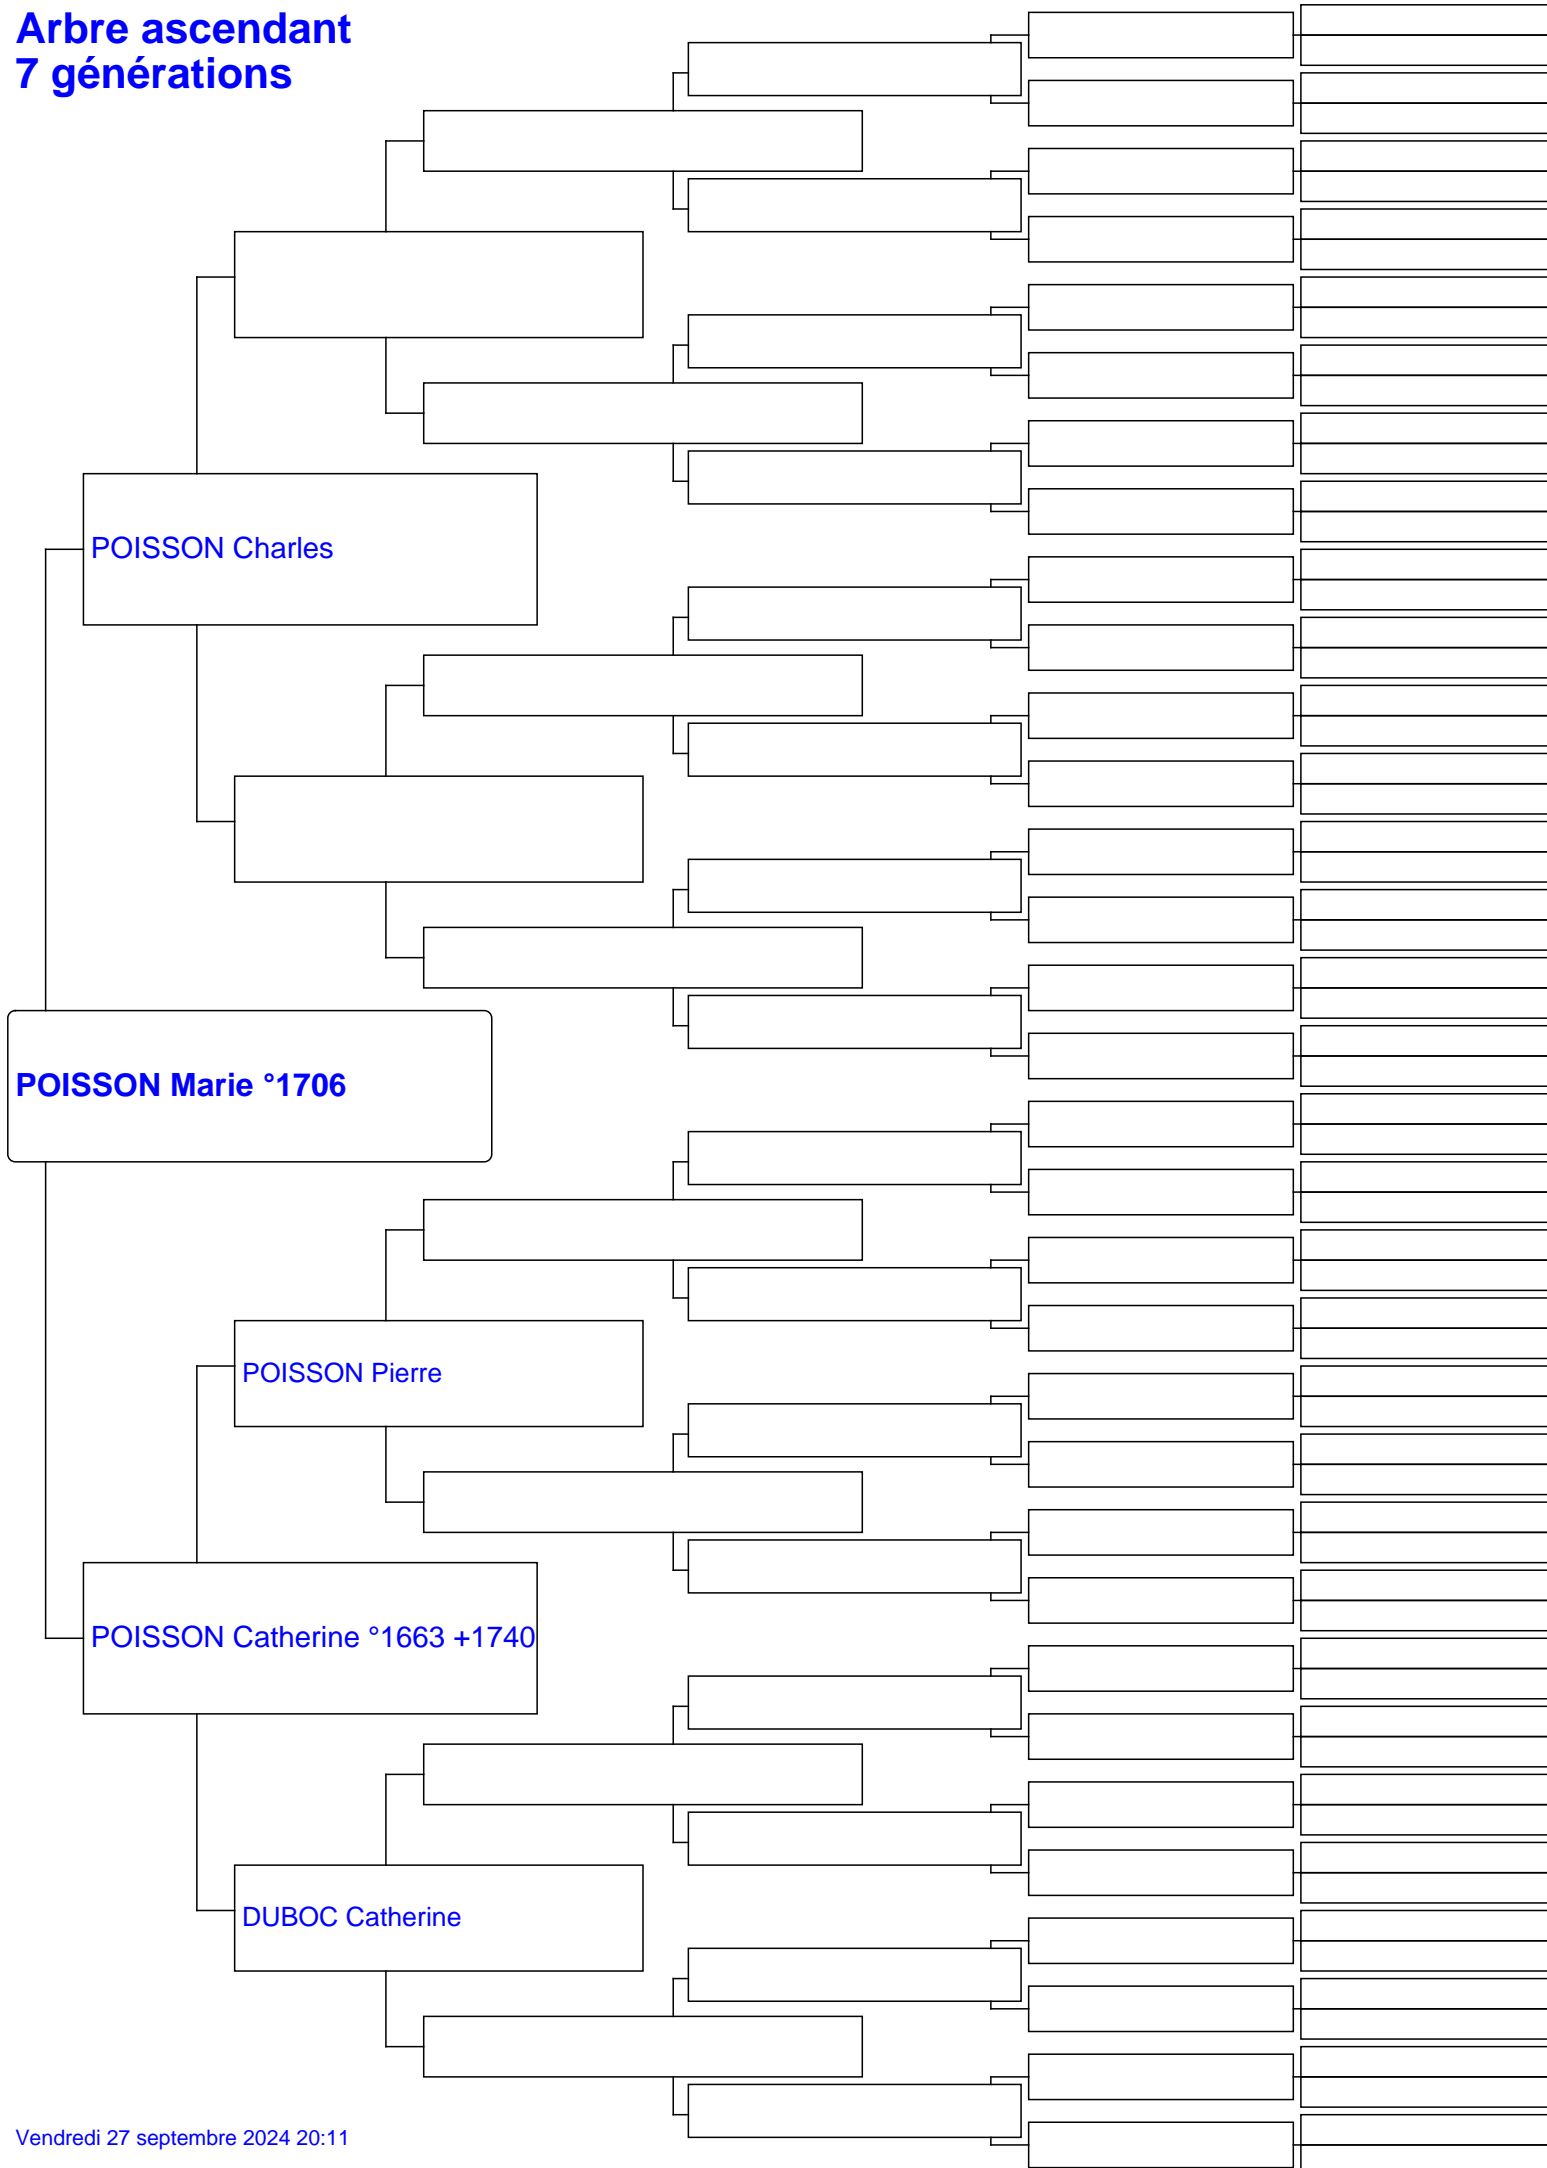 Arbre ascendant
7 générations
POISSON Charles
POISSON Marie °1706
POISSON Pierre
POISSON Catherine °1663 +1740
DUBOC Catherine
Vendredi 27 septembre 2024 20:11